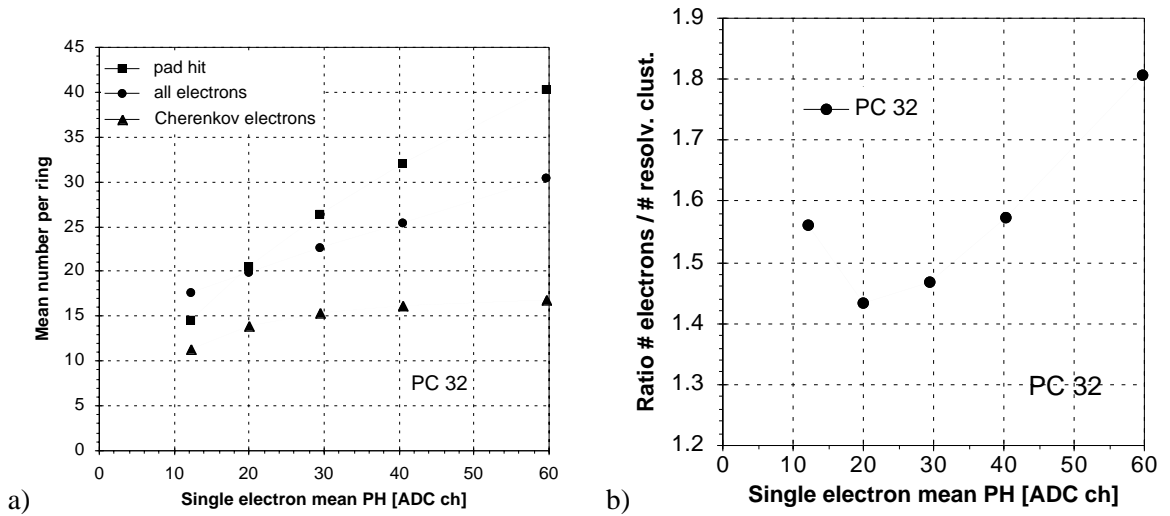 45
40
35
30
25
20
15
10
5
0
Mean number per ring
pad hit
all electrons
Cherenkov electrons
PC 32
0 10 20 30 40 50 60
Single electron mean PH [ADC ch]
a)
1.9
1.8
1.7
1.6
1.5
1.4
1.3
1.2
Ratio # electrons / # resolv. clust.
PC 32
PC 32
0 10 20 30 40 50 60
Single electron mean PH [ADC ch]
b)